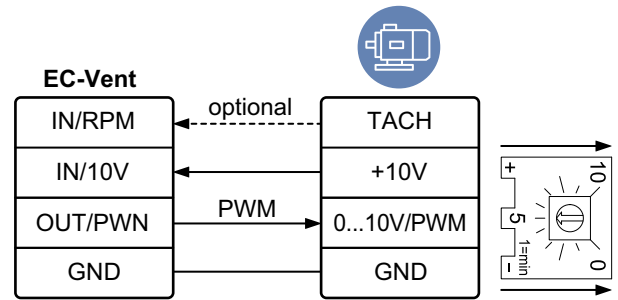 EC-Vent
IN/RPM
optional
TACH
IN/10V
+10V
OUT/PWN
PWM
0...10V/PWM
GND
GND
+
10
5
1=min
-
0